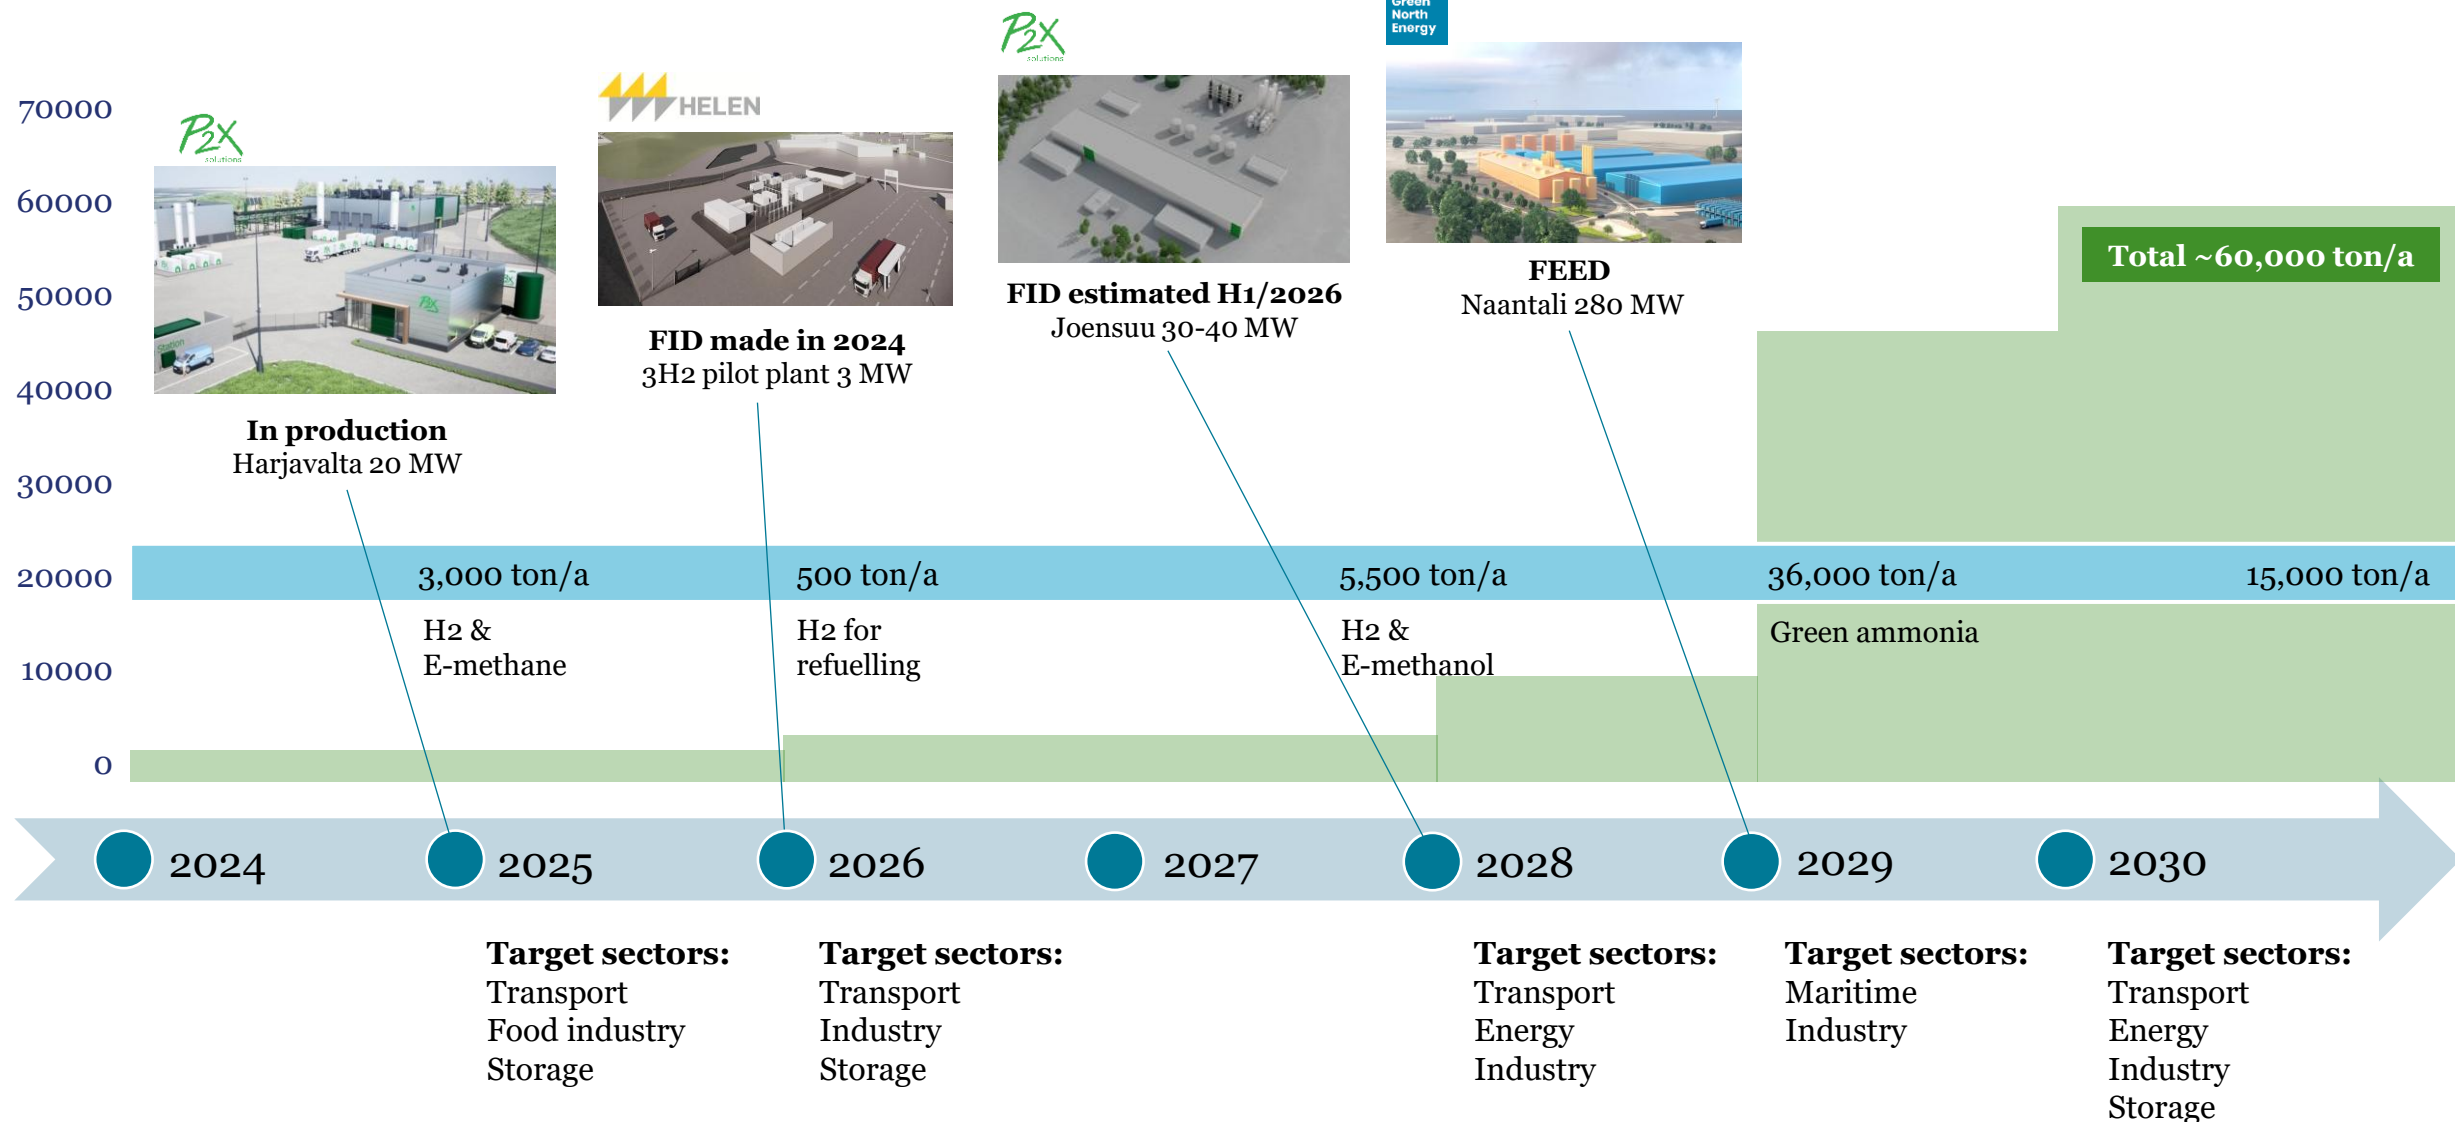 70000
60000
50000
40000
30000
20000
10000
0
P2X
solutions
Station
P2X
In production
Harjavalta 20 MW
HELEN
FID made in 2024
3H2 pilot plant 3 MW
P2X
solutions
FID estimated H1/2026
Joensuu 30-40 MW
Green
North
Energy
FEED
Naantali 280 MW
Total ~60,000 ton/a
3,000 ton/a
H2 &
E-methane
500 ton/a
H2 for
refuelling
5,500 ton/a
H2 &
E-methanol
36,000 ton/a
Green ammonia
15,000 ton/a
2024
2025
2026
2027
2028
2029
2030
Target sectors:
Transport
Food industry
Storage
Target sectors:
Transport
Industry
Storage
Target sectors:
Transport
Energy
Industry
Target sectors:
Maritime
Industry
Target sectors:
Transport
Energy
Industry
Storage